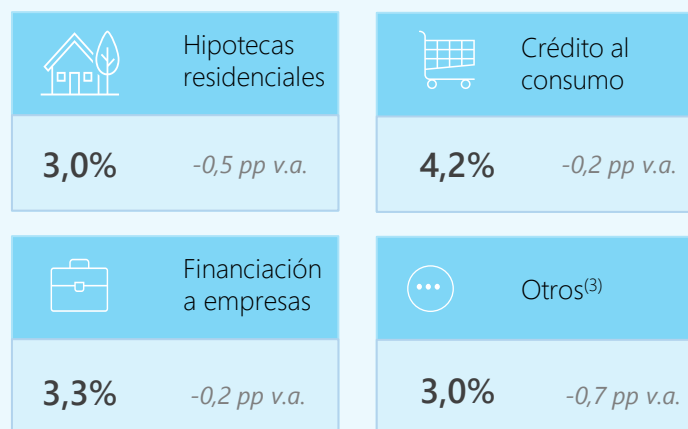 Hipotecas
residenciales
3,0% -0,5 pp v.a.
Crédito al
consumo
4,2% -0,2 pp v.a.
Financiación
a empresas
3,3% -0,2 pp v.a.
Otros(3)
3,0% -0,7 pp v.a.